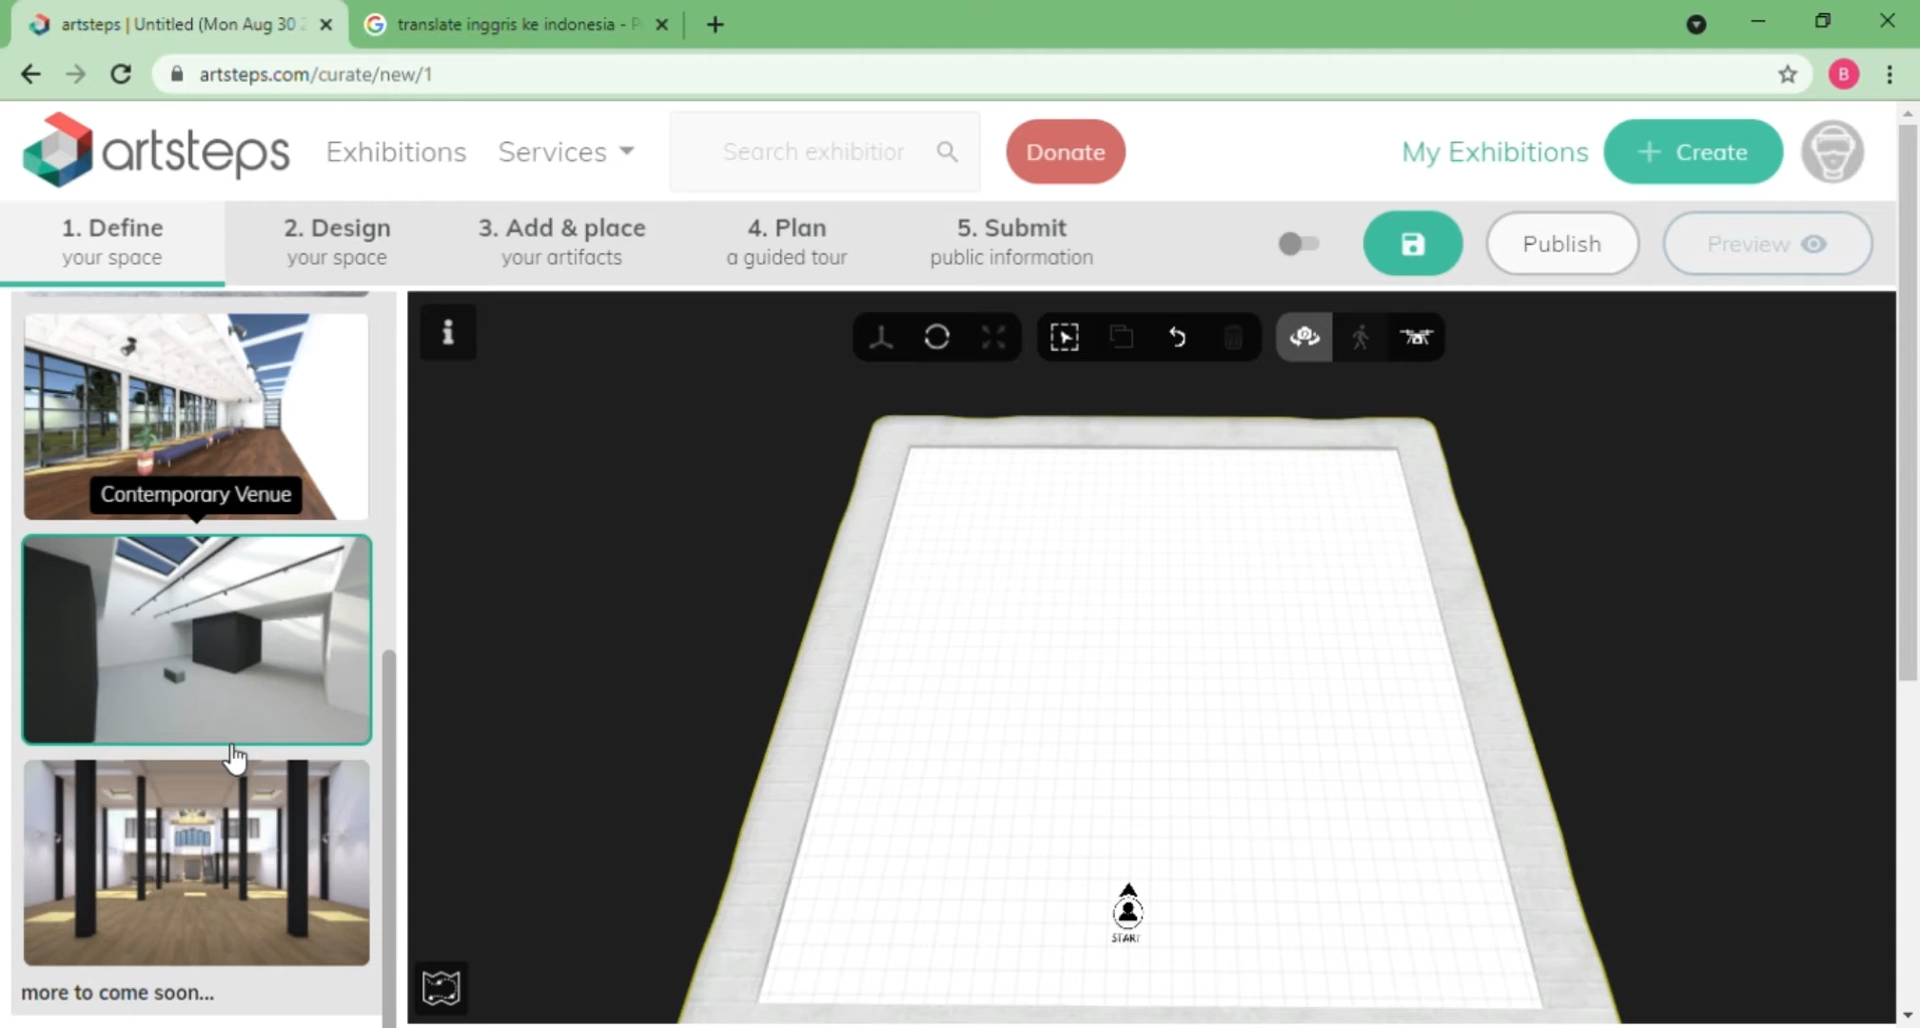 artsteps | Untitled (Mon Aug 30
translate inggris ke indonesia -
artsteps.com/curate/new/1
B
artsteps
Exhibitions
Services
Search exhibition
Donate
My Exhibitions
+ Create
1. Define
your space
2. Design
your space
3. Add & place
your artifacts
4. Plan
a guided tour
5. Submit
public information
Publish
Preview
i
Contemporary Venue
START
more to come soon...